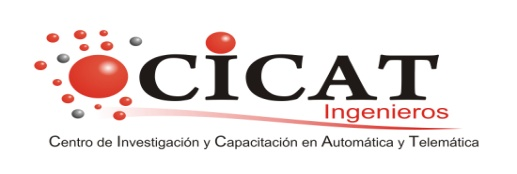 CICAT
Ingenieros
Centro de Investigación y Capacitación en Automática y Telemática